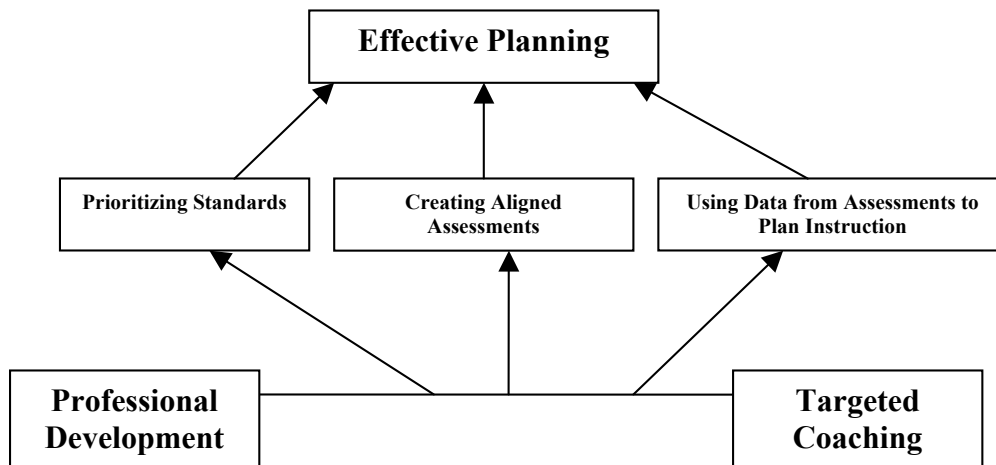 Effective Planning
Prioritizing Standards
Creating Aligned
Assessments
Using Data from Assessments to
Plan Instruction
Professional
Development
Targeted
Coaching